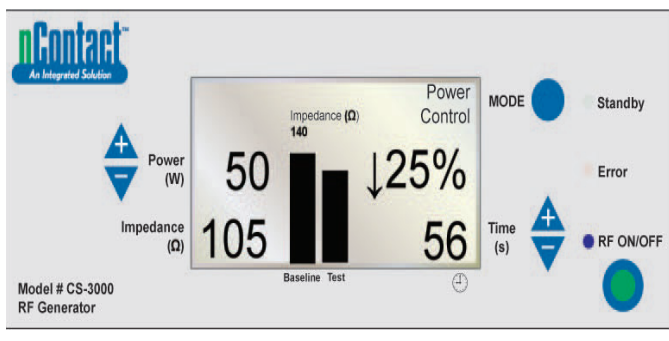 nContact™
An Integrated Solution
Power
(W)
Impedance
(Ω)
50
105
Impedance (Ω)
140
Baseline Test
Power
Control
↓25%
56
MODE
Time
(s)
Standby
Error
RF ON/OFF
Model # CS-3000
RF Generator